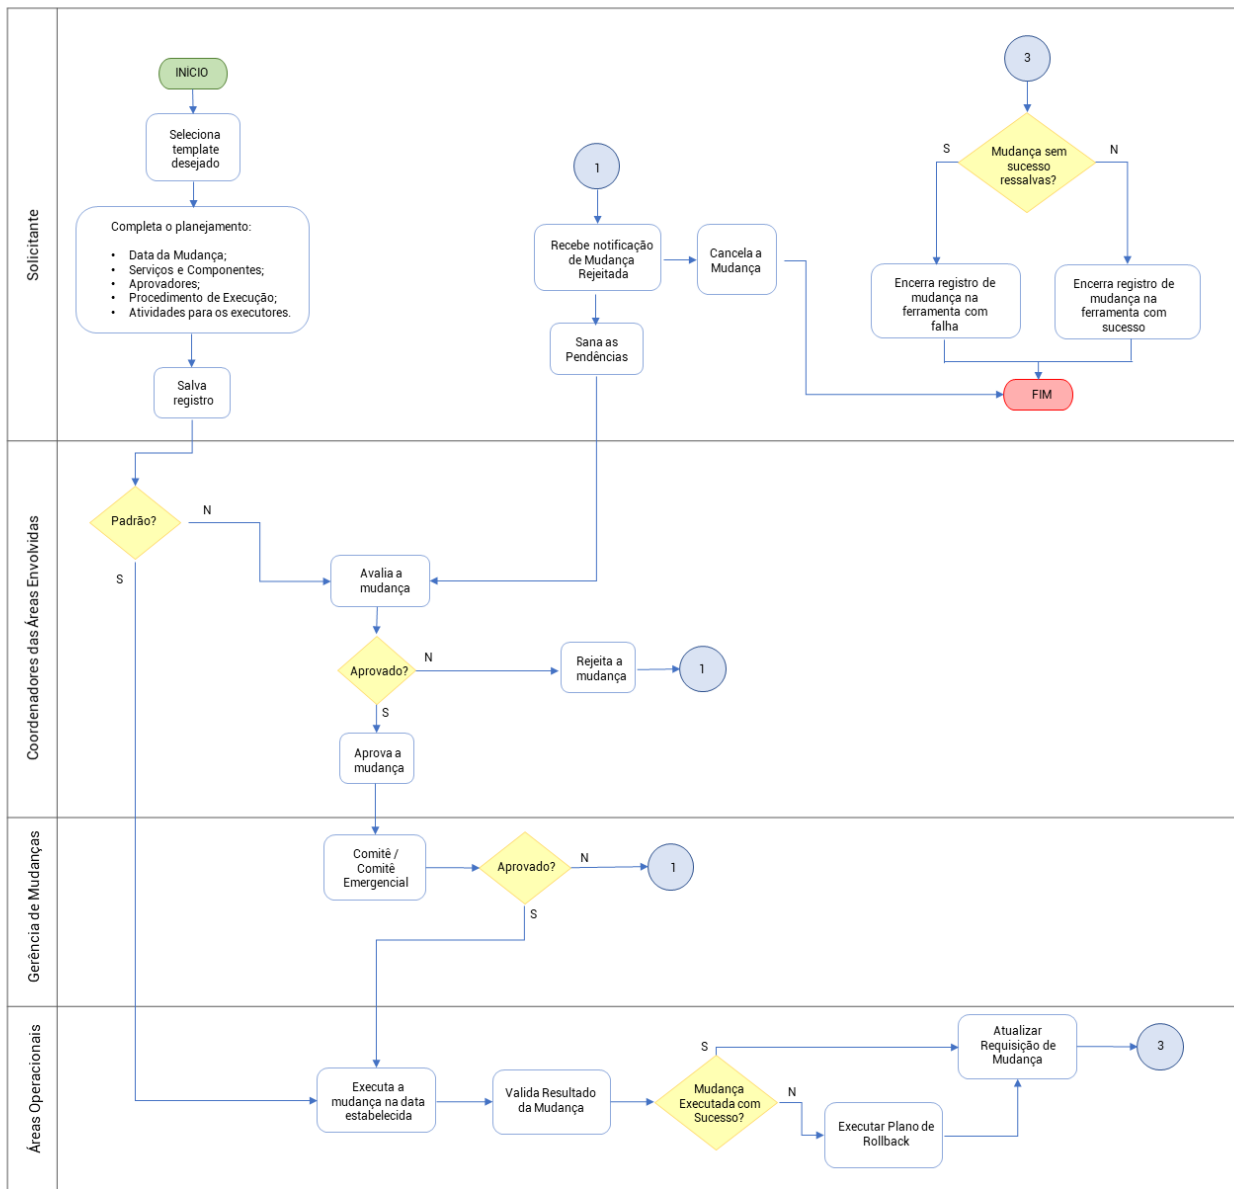 Solicitante
INÍCIO
Seleciona
template
desejado
Completa o planejamento:
• Data da Mudança;
• Serviços e Componentes;
• Aprovadores;
• Procedimento de Execução;
• Atividades para os executores.
Salva
registro
1
Recebe notificação
de Mudança
Rejeitada
Cancela a
Mudança
Sana as
Pendências
3
Mudança sem
sucesso
ressalvas?
S
N
Encerra registro de
mudança na
ferramenta com
falha
Encerra registro de
mudança na
ferramenta com
sucesso
FIM
Coordenadores das Áreas Envolvidas
Padrão?
N
S
Avalia a
mudança
Aprovado?
N
S
Rejeita a
mudança
1
Aprova a
mudança
Gerência de Mudanças
Comitê /
Comitê
Emergencial
Aprovado?
N
S
1
Áreas Operacionais
Executa a
mudança na data
estabelecida
Valida Resultado
da Mudança
Mudança
Executada com
Sucesso?
S
N
Executar Plano de
Rollback
Atualizar
Requisição de
Mudança
3